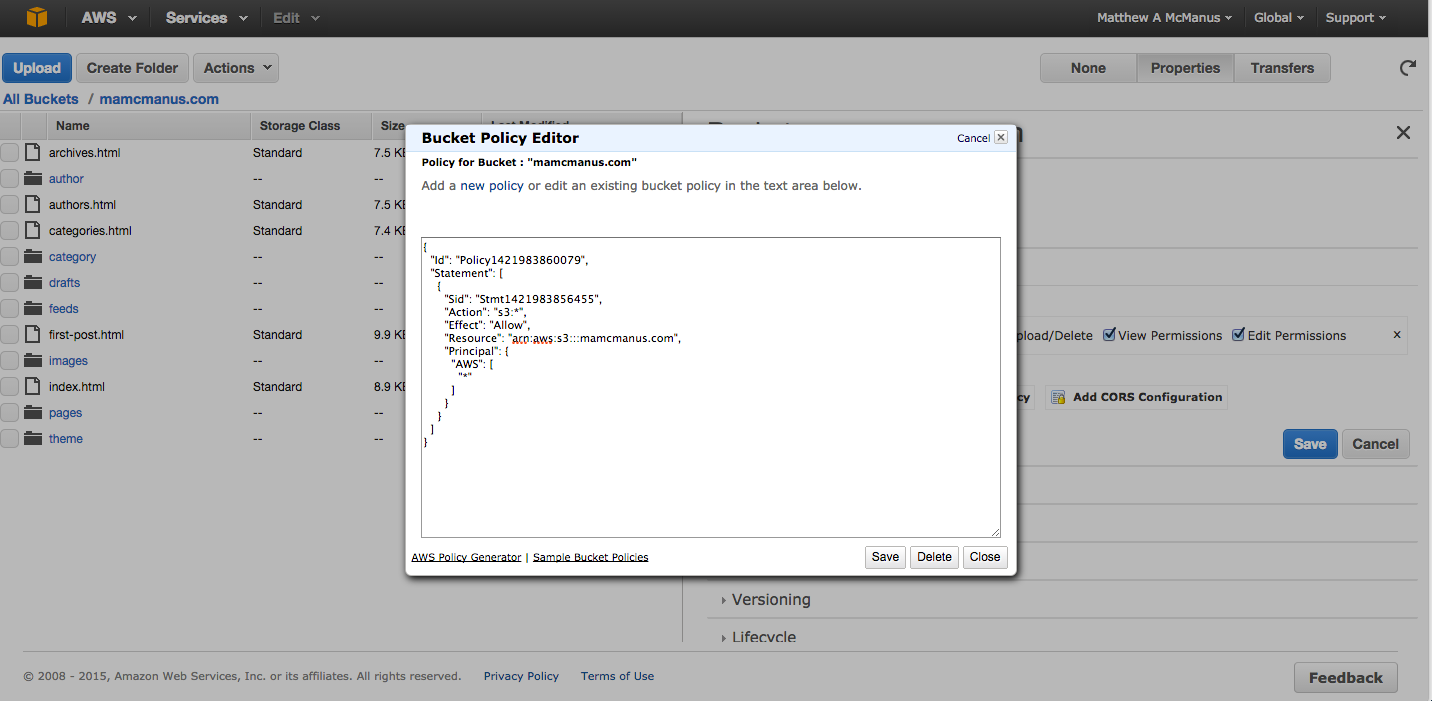 AWS Services Edit Matthew A McManus Global Support
Upload Create Folder Actions None Properties Transfers
All Buckets / mamcmanus.com
Name Storage Class Size Last Modified
archives.html Standard 7.5 KB
author -- --
authors.html Standard 7.5 KB
categories.html Standard 7.4 KB
category -- --
drafts -- --
feeds -- --
first-post.html Standard 9.9 KB
images -- --
index.html Standard 8.9 KB
pages -- --
theme -- --
Bucket Policy Editor Cancel
Policy for Bucket : "mamcmanus.com"
Add a new policy or edit an existing bucket policy in the text area below.
{
"Id": "Policy1421983860079",
"Statement": [
{
"Sid": "Stmt1421983856455",
"Action": "s3:*",
"Effect": "Allow",
"Resource": "arn:aws:s3:::mamcmanus.com",
"Principal": {
"AWS": [
"*"
]
}
}
]
}
AWS Policy Generator | Sample Bucket Policies Save Delete Close
pload/Delete View Permissions Edit Permissions x
cy Add CORS Configuration
Save Cancel
Versioning
Lifecycle
© 2008 - 2015, Amazon Web Services, Inc. or its affiliates. All rights reserved. Privacy Policy Terms of Use Feedback